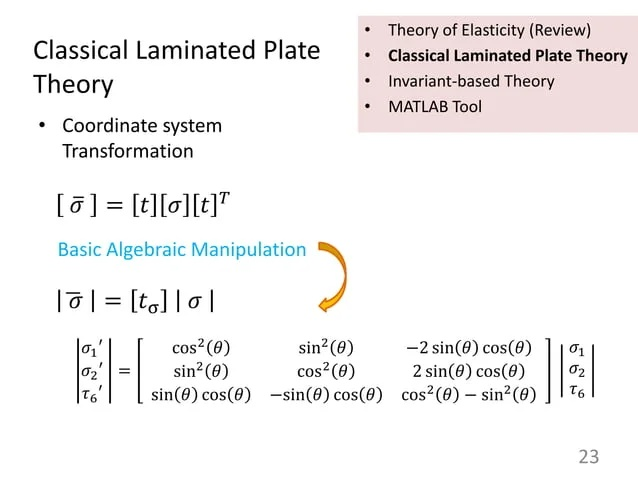 Classical Laminated Plate
Theory
• Theory of Elasticity (Review)
• Classical Laminated Plate Theory
• Invariant-based Theory
• MATLAB Tool
• Coordinate system
Transformation
[ σ̄ ] = [t][σ][t]ᵀ
Basic Algebraic Manipulation
| σ̄ | = [t_σ] | σ |
|σ₁′| = [cos²(θ) sin²(θ) −2 sin(θ) cos(θ)] |σ₁|
|σ₂′| [sin²(θ) cos²(θ) 2 sin(θ) cos(θ)] |σ₂|
|τ₆′| [sin(θ) cos(θ) −sin(θ) cos(θ) cos²(θ) − sin²(θ)] |τ₆|
23